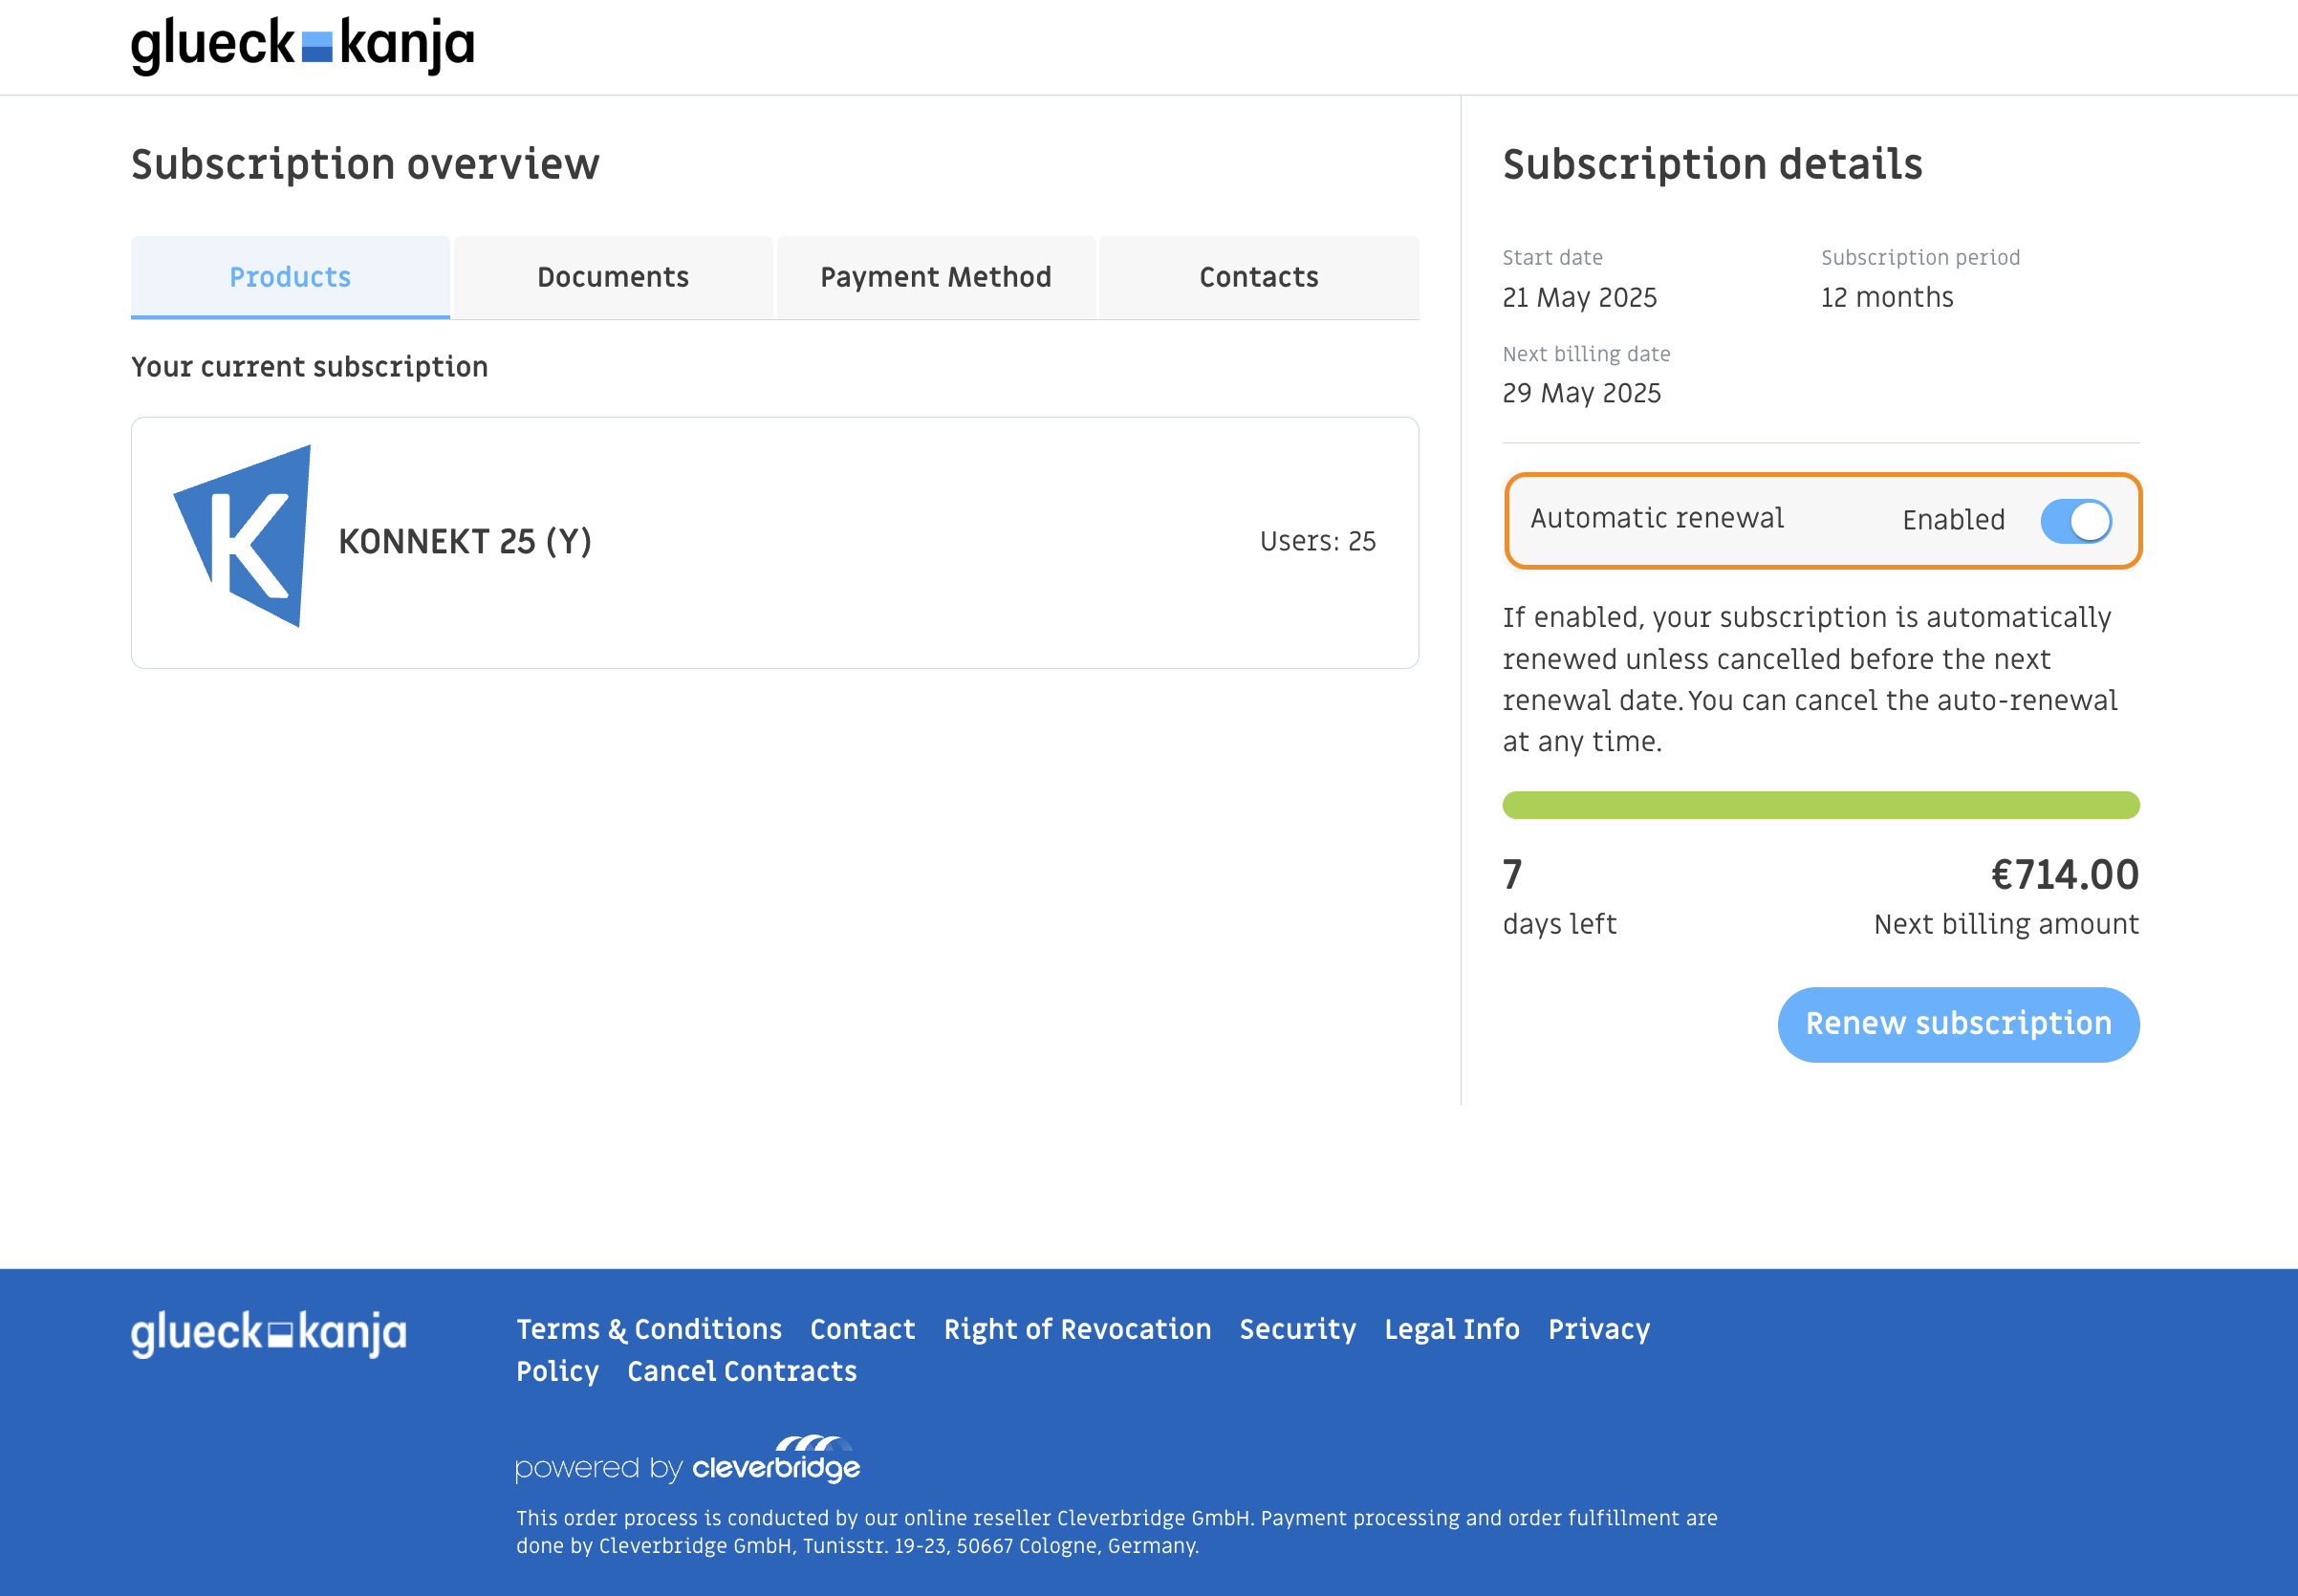 glueck kanja
Subscription overview
Products
Documents
Payment Method
Contacts
Your current subscription
K
KONNEKT 25 (Y)
Users: 25
Subscription details
Start date
21 May 2025
Subscription period
12 months
Next billing date
29 May 2025
Automatic renewal
Enabled
If enabled, your subscription is automatically
renewed unless cancelled before the next
renewal date. You can cancel the auto-renewal
at any time.
7
days left
€714.00
Next billing amount
Renew subscription
glueck kanja
Terms & Conditions Contact Right of Revocation Security Legal Info Privacy
Policy Cancel Contracts
powered by cleverbridge
This order process is conducted by our online reseller Cleverbridge GmbH. Payment processing and order fulfillment are
done by Cleverbridge GmbH, Tunisstr. 19-23, 50667 Cologne, Germany.